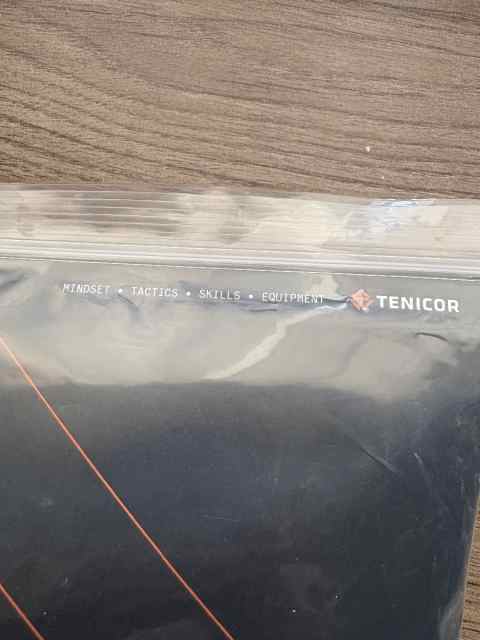 MINDSET • TACTICS • SKILLS • EQUIPMENT TENICOR